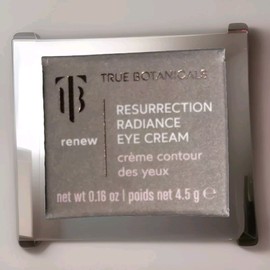 TB
TRUE BOTANICALS
renew
RESURRECTION
RADIANCE
EYE CREAM
crème contour
des yeux
net wt 0.16 oz | poids net 4.5 g ℮